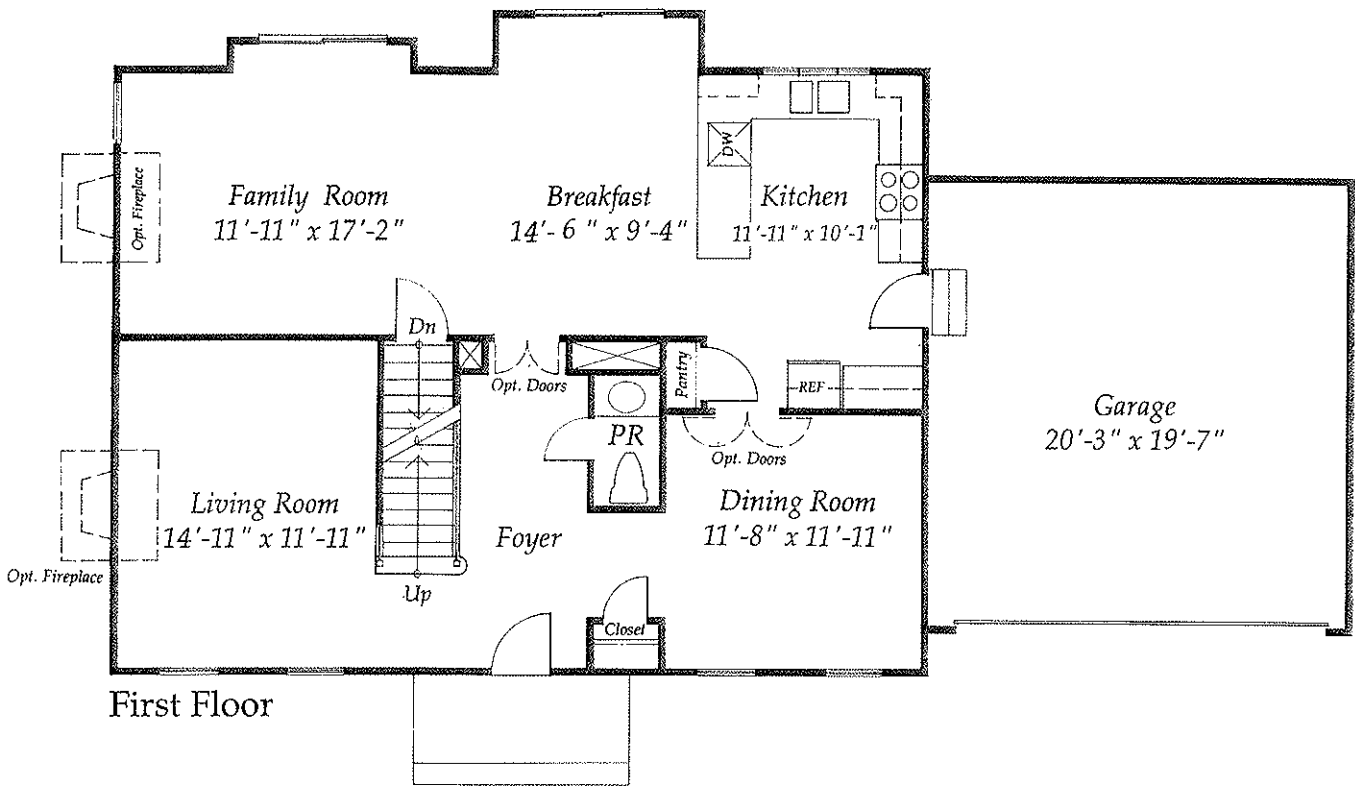 Family Room
11'-11" x 17'-2"
Opt. Fireplace
Breakfast
14'- 6 " x 9'-4"
DW
Kitchen
11'-11" x 10'-1"
Dn
Opt. Doors
Pantry
REF
Garage
20'-3" x 19'-7"
PR
Opt. Doors
Living Room
14'-11" x 11'-11"
Opt. Fireplace
Foyer
Dining Room
11'-8" x 11'-11"
Up
Closet
First Floor